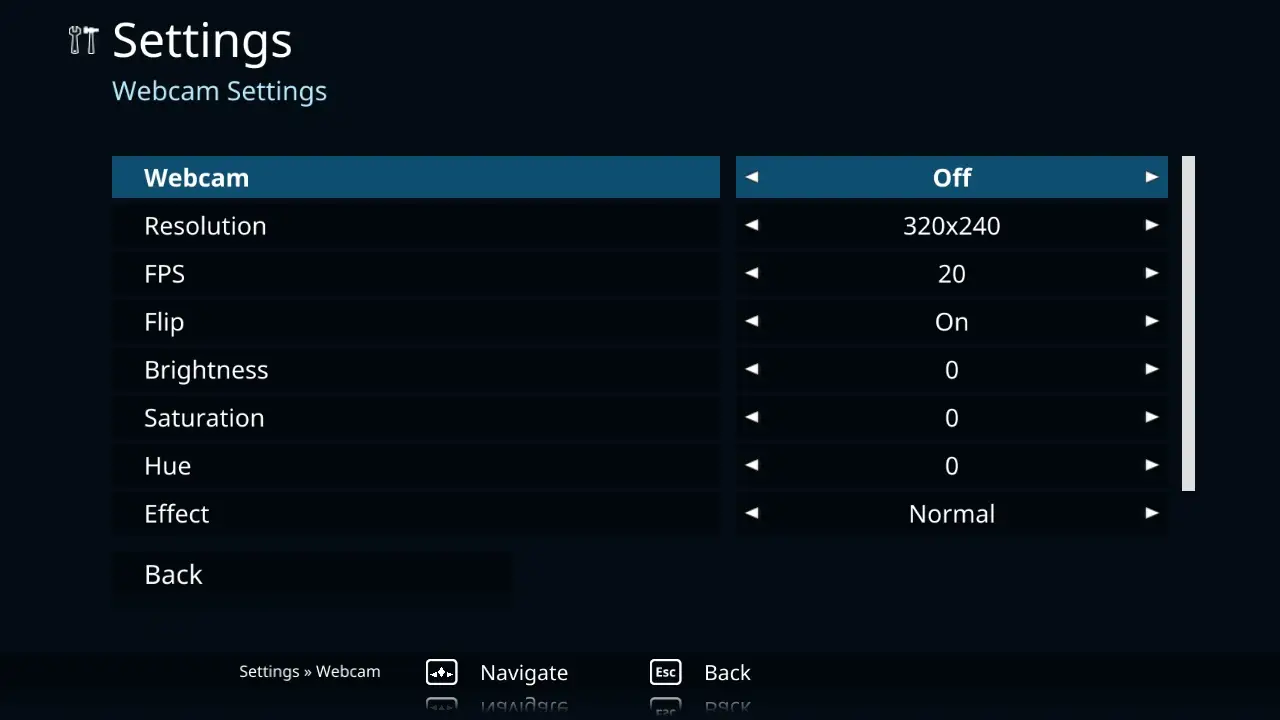 Settings
Webcam Settings
Webcam Off
Resolution 320x240
FPS 20
Flip On
Brightness 0
Saturation 0
Hue 0
Effect Normal
Back
Settings » Webcam Navigate Esc Back